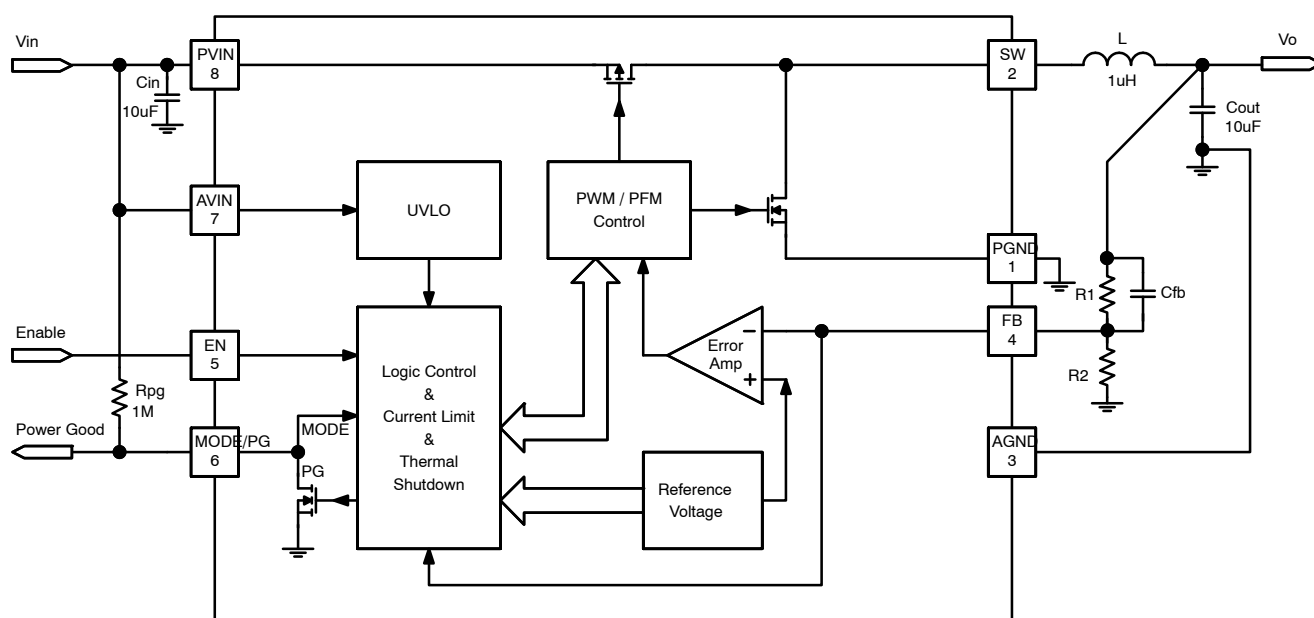 Vin
PVIN
8
Cin
10uF
SW
2
L
1uH
Vo
Cout
10uF
AVIN
7
UVLO
PWM / PFM
Control
PGND
1
R1
Cfb
FB
4
R2
Enable
EN
5
Error
Amp
−
+
Logic Control
&
Current Limit
&
Thermal
Shutdown
Rpg
1M
Power Good
MODE/PG
6
MODE
PG
Reference
Voltage
AGND
3